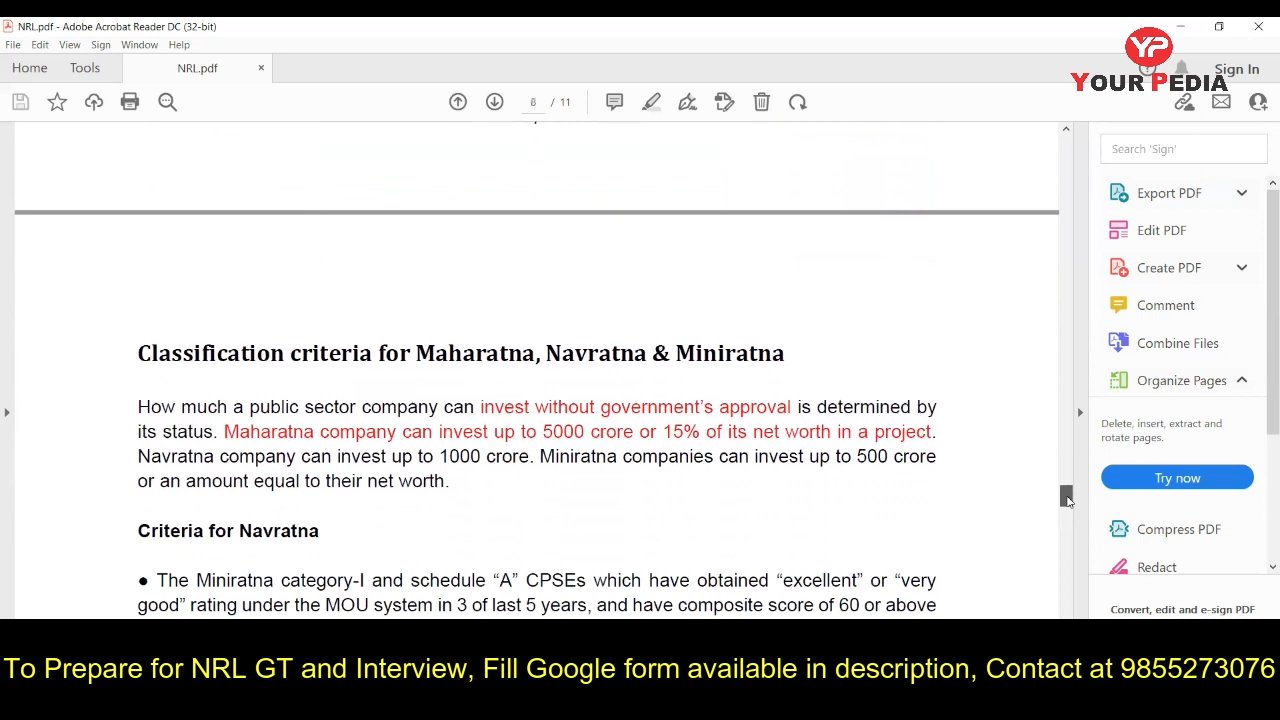 NRL.pdf - Adobe Acrobat Reader DC (32-bit)
File Edit View Sign Window Help
Home Tools NRL.pdf × Sign In
YP
YOUR PEDIA
8 / 11
Search 'Sign'
Export PDF
Edit PDF
Create PDF
Comment
Combine Files
Organize Pages
Delete, insert, extract and
rotate pages.
Try now
Compress PDF
Redact
Convert, edit and e-sign PDF
Classification criteria for Maharatna, Navratna & Miniratna
How much a public sector company can invest without government's approval is determined by
its status. Maharatna company can invest up to 5000 crore or 15% of its net worth in a project.
Navratna company can invest up to 1000 crore. Miniratna companies can invest up to 500 crore
or an amount equal to their net worth.
Criteria for Navratna
● The Miniratna category-I and schedule “A” CPSEs which have obtained “excellent” or “very
good” rating under the MOU system in 3 of last 5 years, and have composite score of 60 or above
To Prepare for NRL GT and Interview, Fill Google form available in description, Contact at 9855273076